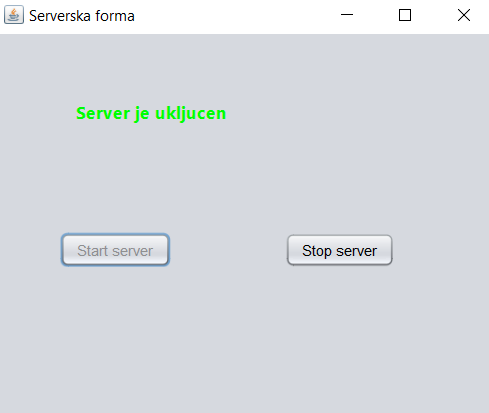 Serverska forma
Server je ukljucen
Start server
Stop server